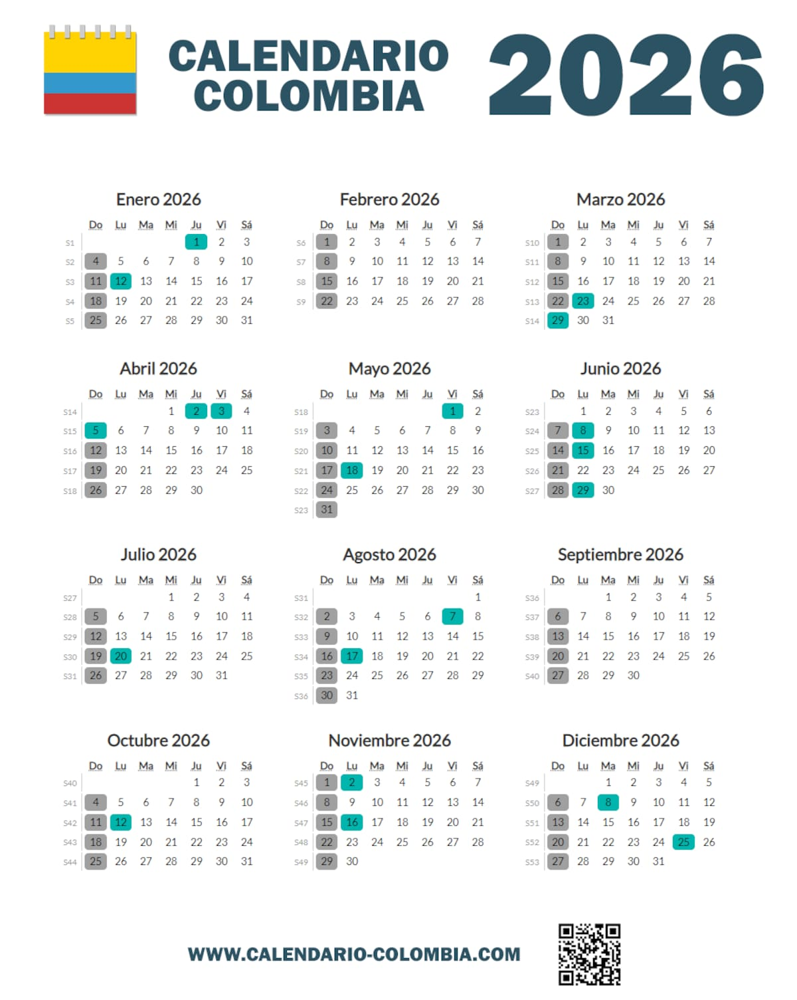 CALENDARIO
COLOMBIA
2026
Enero 2026
Do Lu Ma Mi Ju Vi Sá
S1 1 2 3
S2 4 5 6 7 8 9 10
S3 11 12 13 14 15 16 17
S4 18 19 20 21 22 23 24
S5 25 26 27 28 29 30 31
Febrero 2026
Do Lu Ma Mi Ju Vi Sá
S6 1 2 3 4 5 6 7
S7 8 9 10 11 12 13 14
S8 15 16 17 18 19 20 21
S9 22 23 24 25 26 27 28
Marzo 2026
Do Lu Ma Mi Ju Vi Sá
S10 1 2 3 4 5 6 7
S11 8 9 10 11 12 13 14
S12 15 16 17 18 19 20 21
S13 22 23 24 25 26 27 28
S14 29 30 31
Abril 2026
Do Lu Ma Mi Ju Vi Sá
S14 1 2 3 4
S15 5 6 7 8 9 10 11
S16 12 13 14 15 16 17 18
S17 19 20 21 22 23 24 25
S18 26 27 28 29 30
Mayo 2026
Do Lu Ma Mi Ju Vi Sá
S18 1 2
S19 3 4 5 6 7 8 9
S20 10 11 12 13 14 15 16
S21 17 18 19 20 21 22 23
S22 24 25 26 27 28 29 30
S23 31
Junio 2026
Do Lu Ma Mi Ju Vi Sá
S23 1 2 3 4 5 6
S24 7 8 9 10 11 12 13
S25 14 15 16 17 18 19 20
S26 21 22 23 24 25 26 27
S27 28 29 30
Julio 2026
Do Lu Ma Mi Ju Vi Sá
S27 1 2 3 4
S28 5 6 7 8 9 10 11
S29 12 13 14 15 16 17 18
S30 19 20 21 22 23 24 25
S31 26 27 28 29 30 31
Agosto 2026
Do Lu Ma Mi Ju Vi Sá
S31 1
S32 2 3 4 5 6 7 8
S33 9 10 11 12 13 14 15
S34 16 17 18 19 20 21 22
S35 23 24 25 26 27 28 29
S36 30 31
Septiembre 2026
Do Lu Ma Mi Ju Vi Sá
S36 1 2 3 4 5
S37 6 7 8 9 10 11 12
S38 13 14 15 16 17 18 19
S39 20 21 22 23 24 25 26
S40 27 28 29 30
Octubre 2026
Do Lu Ma Mi Ju Vi Sá
S40 1 2 3
S41 4 5 6 7 8 9 10
S42 11 12 13 14 15 16 17
S43 18 19 20 21 22 23 24
S44 25 26 27 28 29 30 31
Noviembre 2026
Do Lu Ma Mi Ju Vi Sá
S45 1 2 3 4 5 6 7
S46 8 9 10 11 12 13 14
S47 15 16 17 18 19 20 21
S48 22 23 24 25 26 27 28
S49 29 30
Diciembre 2026
Do Lu Ma Mi Ju Vi Sá
S49 1 2 3 4 5
S50 6 7 8 9 10 11 12
S51 13 14 15 16 17 18 19
S52 20 21 22 23 24 25 26
S53 27 28 29 30 31
WWW.CALENDARIO-COLOMBIA.COM